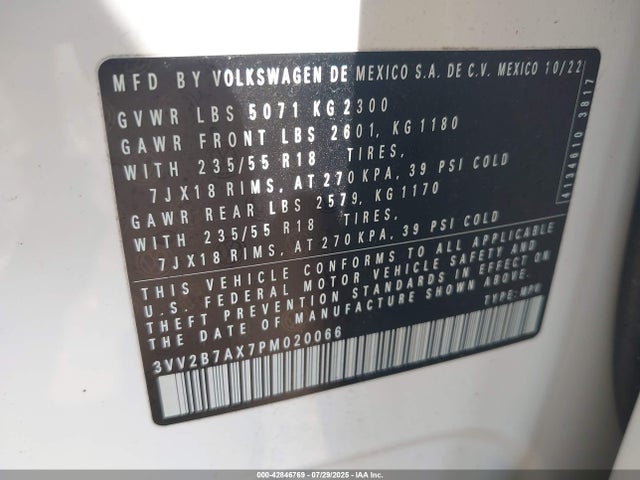 MFD BY VOLKSWAGEN DE MEXICO S.A. DE C.V. MEXICO 10/22
GVWR LBS 5071 KG 2300
GAWR FRONT LBS 2601, KG 1180
WITH 235/55 R18 TIRES,
7JX18 RIMS, AT 270 KPA, 39 PSI COLD
GAWR REAR LBS 2579, KG 1170
WITH 235/55 R18 TIRES,
7JX18 RIMS, AT 270 KPA, 39 PSI COLD
THIS VEHICLE CONFORMS TO ALL APPLICABLE
U.S. FEDERAL MOTOR VEHICLE SAFETY AND
THEFT PREVENTION STANDARDS IN EFFECT ON
THE DATE OF MANUFACTURE SHOWN ABOVE.
3VV2B7AX7PM020066 TYPE: MPV
4134610 3817
000-42846769 - 07/29/2025 - IAAI.com